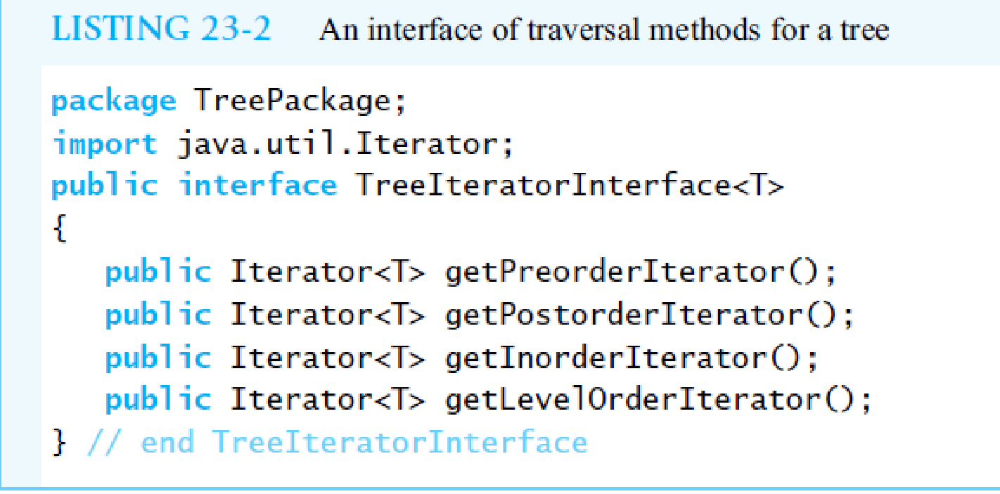 LISTING 23-2 An interface of traversal methods for a tree
package TreePackage;
import java.util.Iterator;
public interface TreeIteratorInterface<T>
{
public Iterator<T> getPreorderIterator();
public Iterator<T> getPostorderIterator();
public Iterator<T> getInorderIterator();
public Iterator<T> getLevelOrderIterator();
} // end TreeIteratorInterface